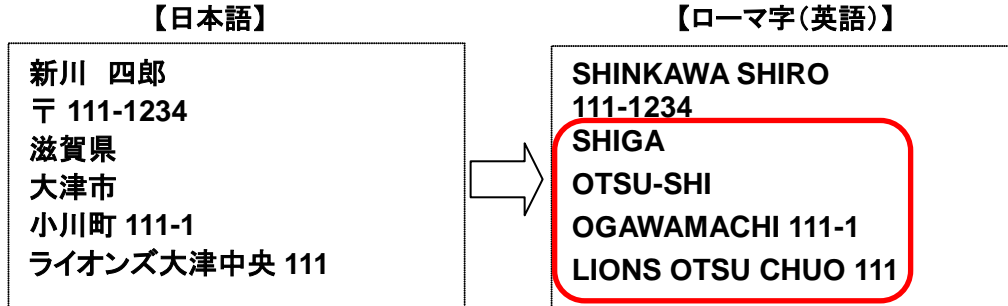 【日本語】
新川 四郎
〒 111-1234
滋賀県
大津市
小川町 111-1
ライオンズ大津中央 111
【ローマ字(英語)】
SHINKAWA SHIRO
111-1234
SHIGA
OTSU-SHI
OGAWAMACHI 111-1
LIONS OTSU CHUO 111